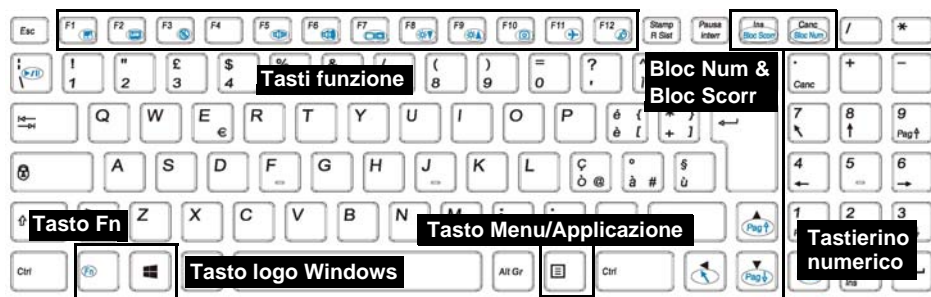 Esc F1 F2 F3 F4 F5 F6 F7 F8 F9 F10 F11 F12 Stamp Pausa Ins Canc / *
R Sist Interr Bloc Scorr Bloc Num
! " £ $ % & / ( ) = ? ^ . + -
\ 1 2 3 4 8 9 0 ' Canc
Tasti funzione
Bloc Num &
Bloc Scorr
Q W E € R T Y U I O P é { è [ * } + ] 7 8 9 Pag
A S D F G H J K L ç ò @ ° à # § ù 4 5 6
Tasto Fn
Z X C V B N M Pag 1 2 3
Tasto Menu/Applicazione
Tastierino
numerico
Ctrl Fn
Tasto logo Windows
Alt Gr Ctrl Pag Ins